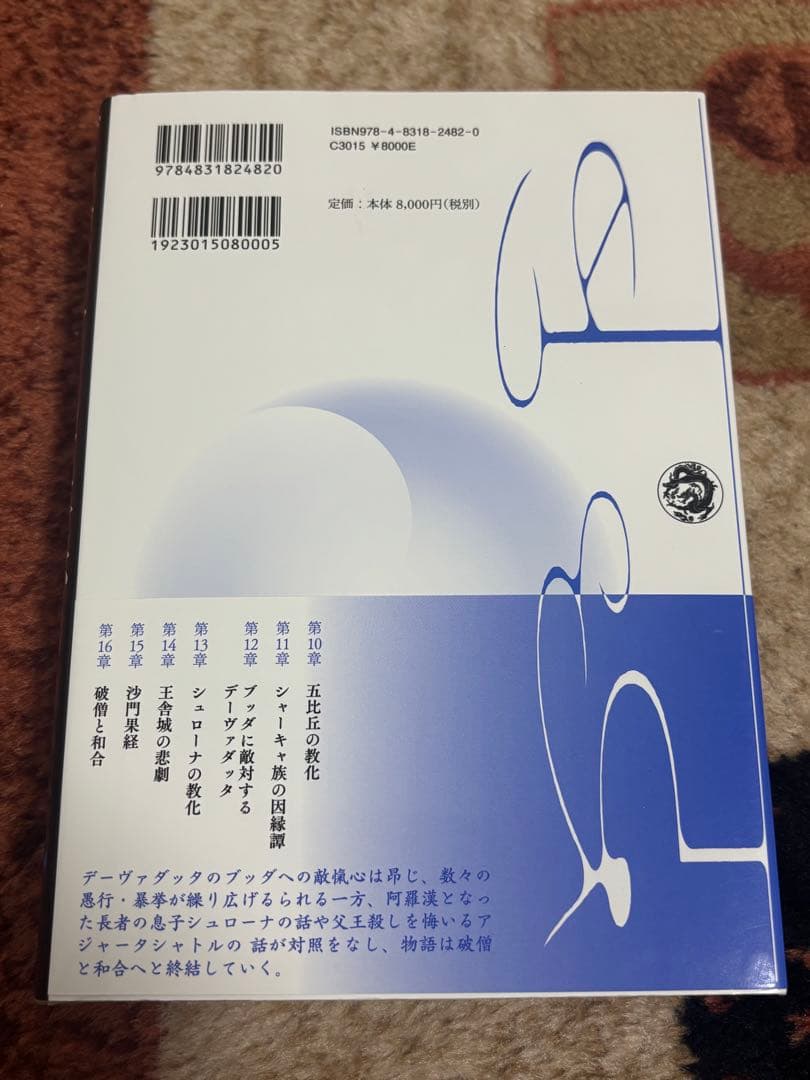 ISBN978-4-8318-2482-0
C3015 ¥8000E
9784831824820
定価：本体 8,000円(税別)
1923015080005
第10章 五比丘の教化
第11章 シャーキャ族の因縁譚
第12章 ブッダに敵対する
デーヴァダッタ
第13章 シュローナの教化
第14章 王舎城の悲劇
第15章 沙門果経
第16章 破僧と和合
デーヴァダッタのブッダへの敵愾心は昂じ、数々の
愚行・暴挙が繰り広げるられる一方、阿羅漢となっ
た長者の息子シュローナの話や父王殺しを悔いるア
ジャータシャトルの 話が対照をなし、物語は破僧
と和合へと終結していく。